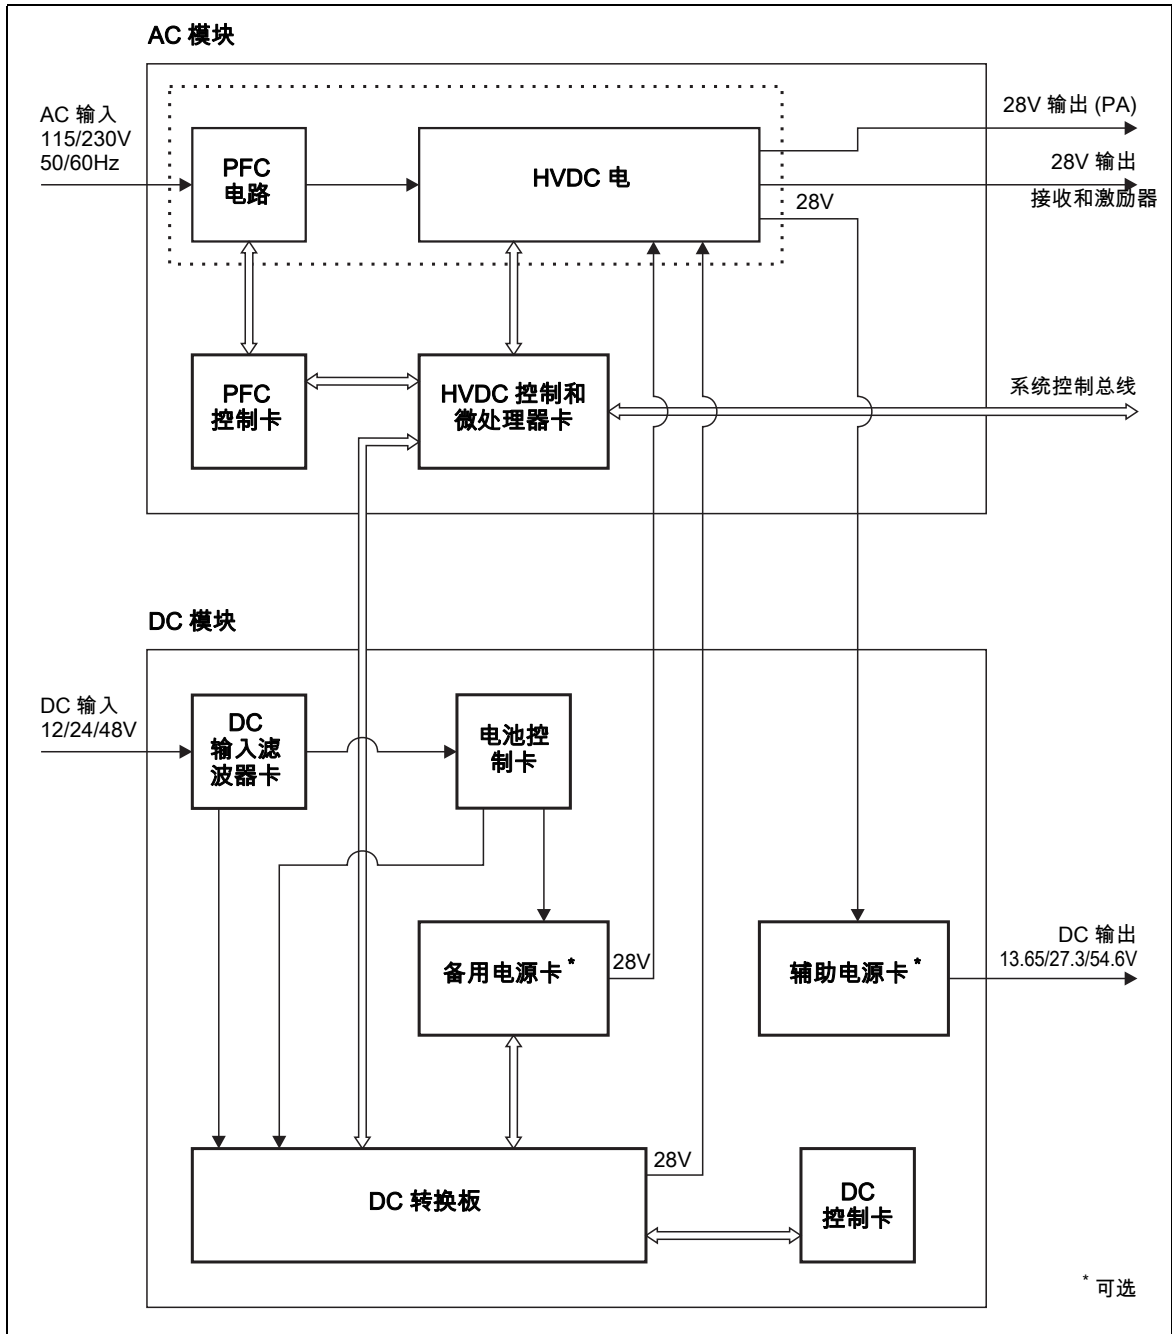 AC 模块
AC 输入
115/230V
50/60Hz
PFC
电路
HVDC 电
28V 输出 (PA)
28V 输出
接收和激励器
28V
PFC
控制卡
HVDC 控制和
微处理器卡
系统控制总线
DC 模块
DC 输入
12/24/48V
DC
输入滤
波器卡
电池控
制卡
备用电源卡 *
28V
辅助电源卡 *
DC 输出
13.65/27.3/54.6V
DC 转换板
28V
DC
控制卡
* 可选